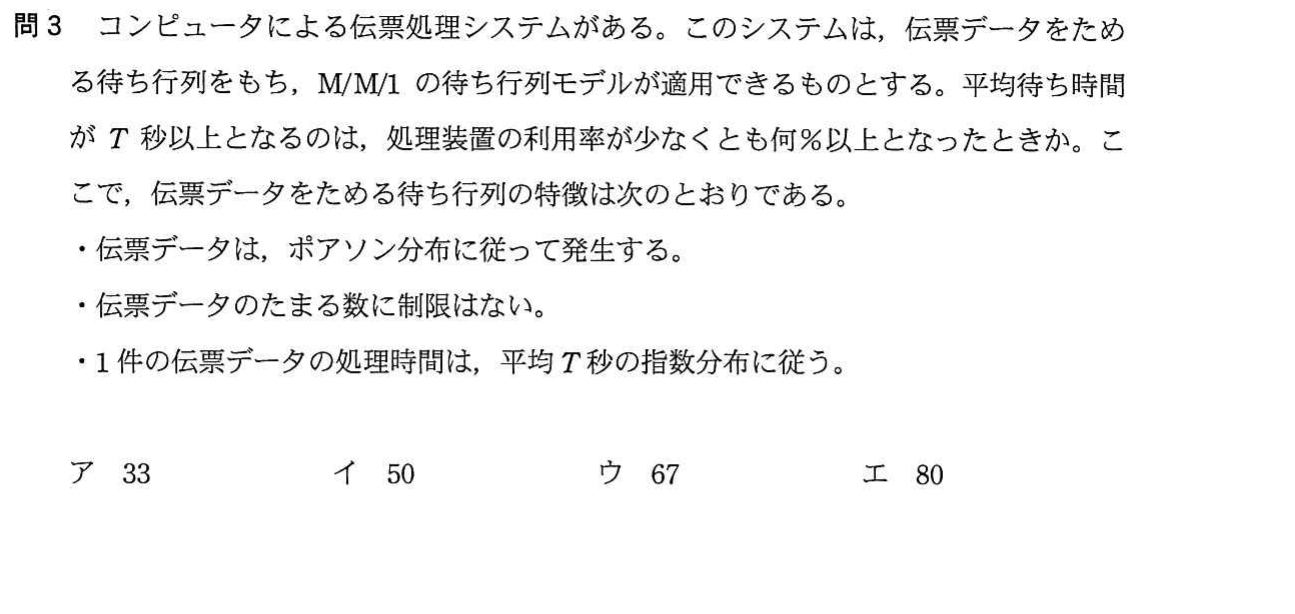 問3　コンピュータによる伝票処理システムがある。このシステムは，伝票データをため
る待ち行列をもち，M/M/1 の待ち行列モデルが適用できるものとする。平均待ち時間
が T 秒以上となるのは，処理装置の利用率が少なくとも何％以上となったときか。こ
こで，伝票データをためる待ち行列の特徴は次のとおりである。
・伝票データは，ポアソン分布に従って発生する。
・伝票データのたまる数に制限はない。
・1 件の伝票データの処理時間は，平均 T 秒の指数分布に従う。
ア　33　イ　50　ウ　67　エ　80